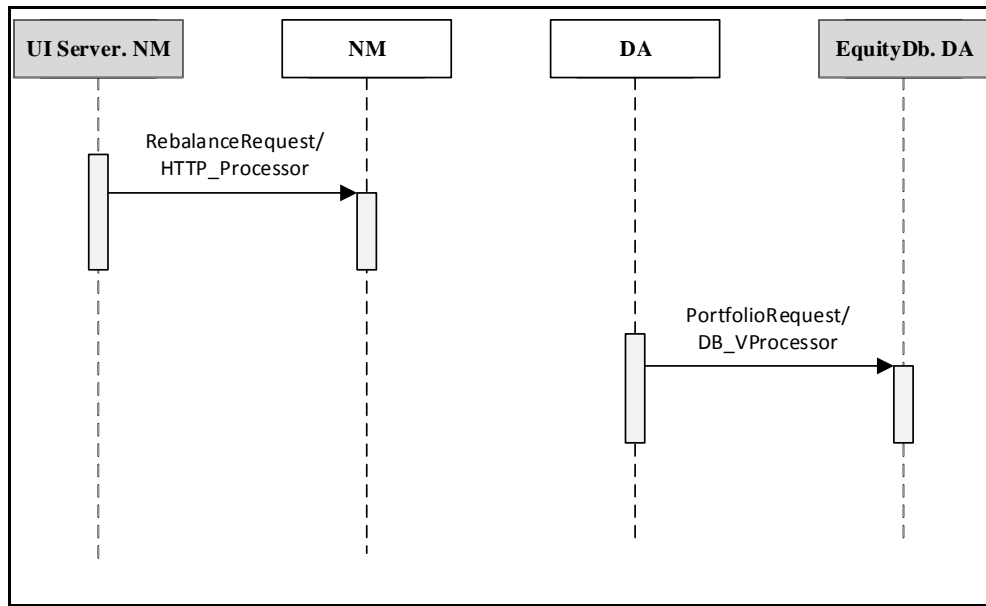 UI Server. NM
NM
DA
EquityDb. DA
RebalanceRequest/
HTTP_Processor
PortfolioRequest/
DB_VProcessor